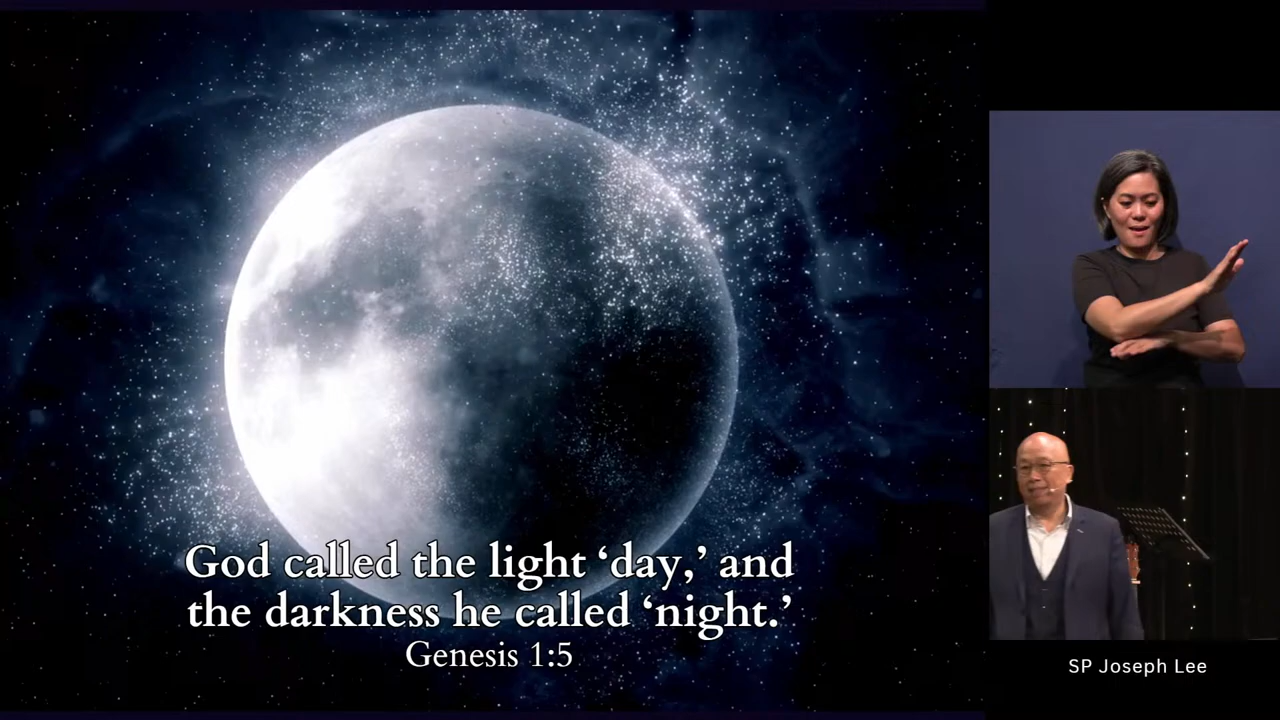 God called the light ‘day,’ and
the darkness he called ‘night.’
Genesis 1:5
SP Joseph Lee